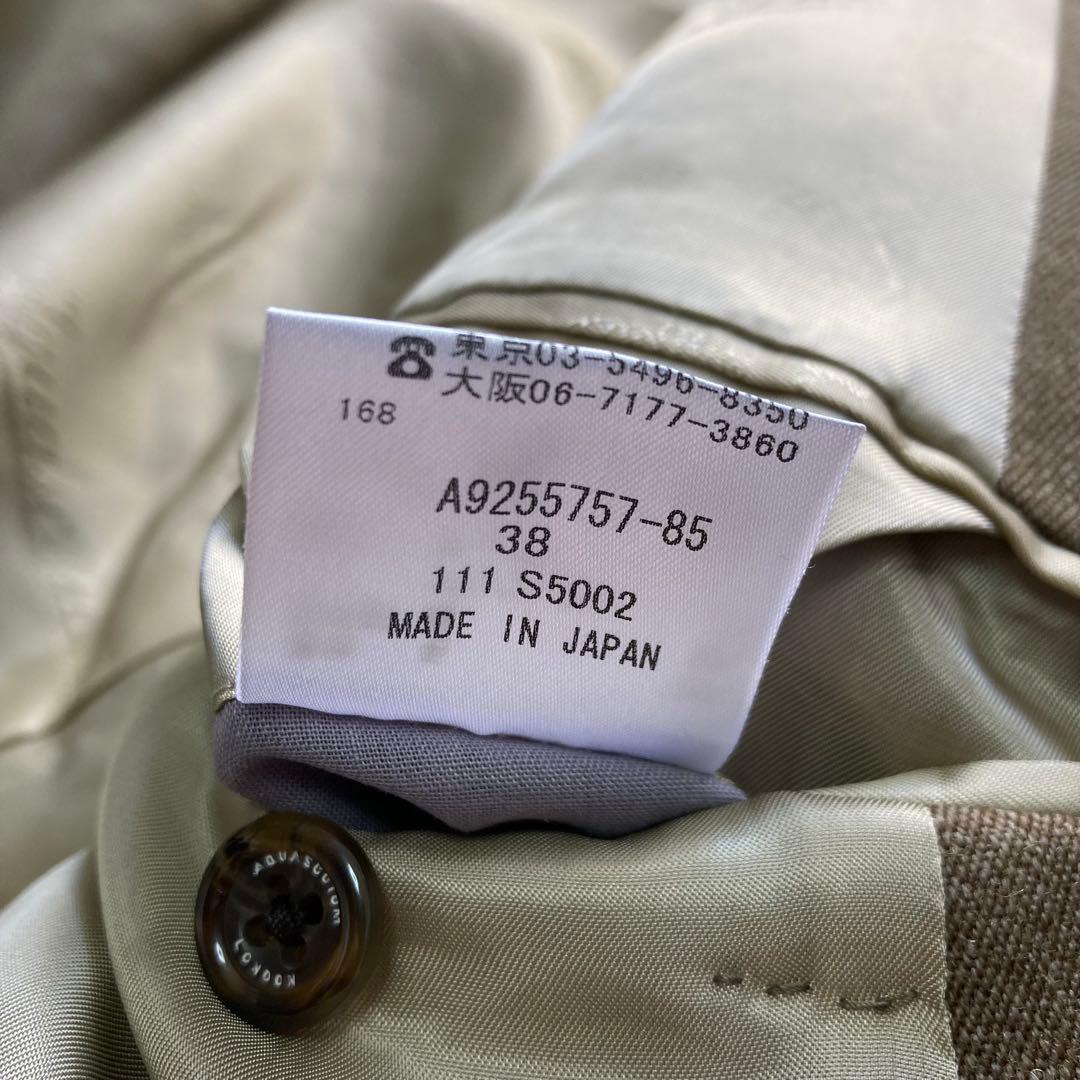 ☎東京03-5496-8350
大阪06-7177-3860
168
A9255757-85
38
111 S5002
MADE IN JAPAN
AQUASCUTUM
LONDON